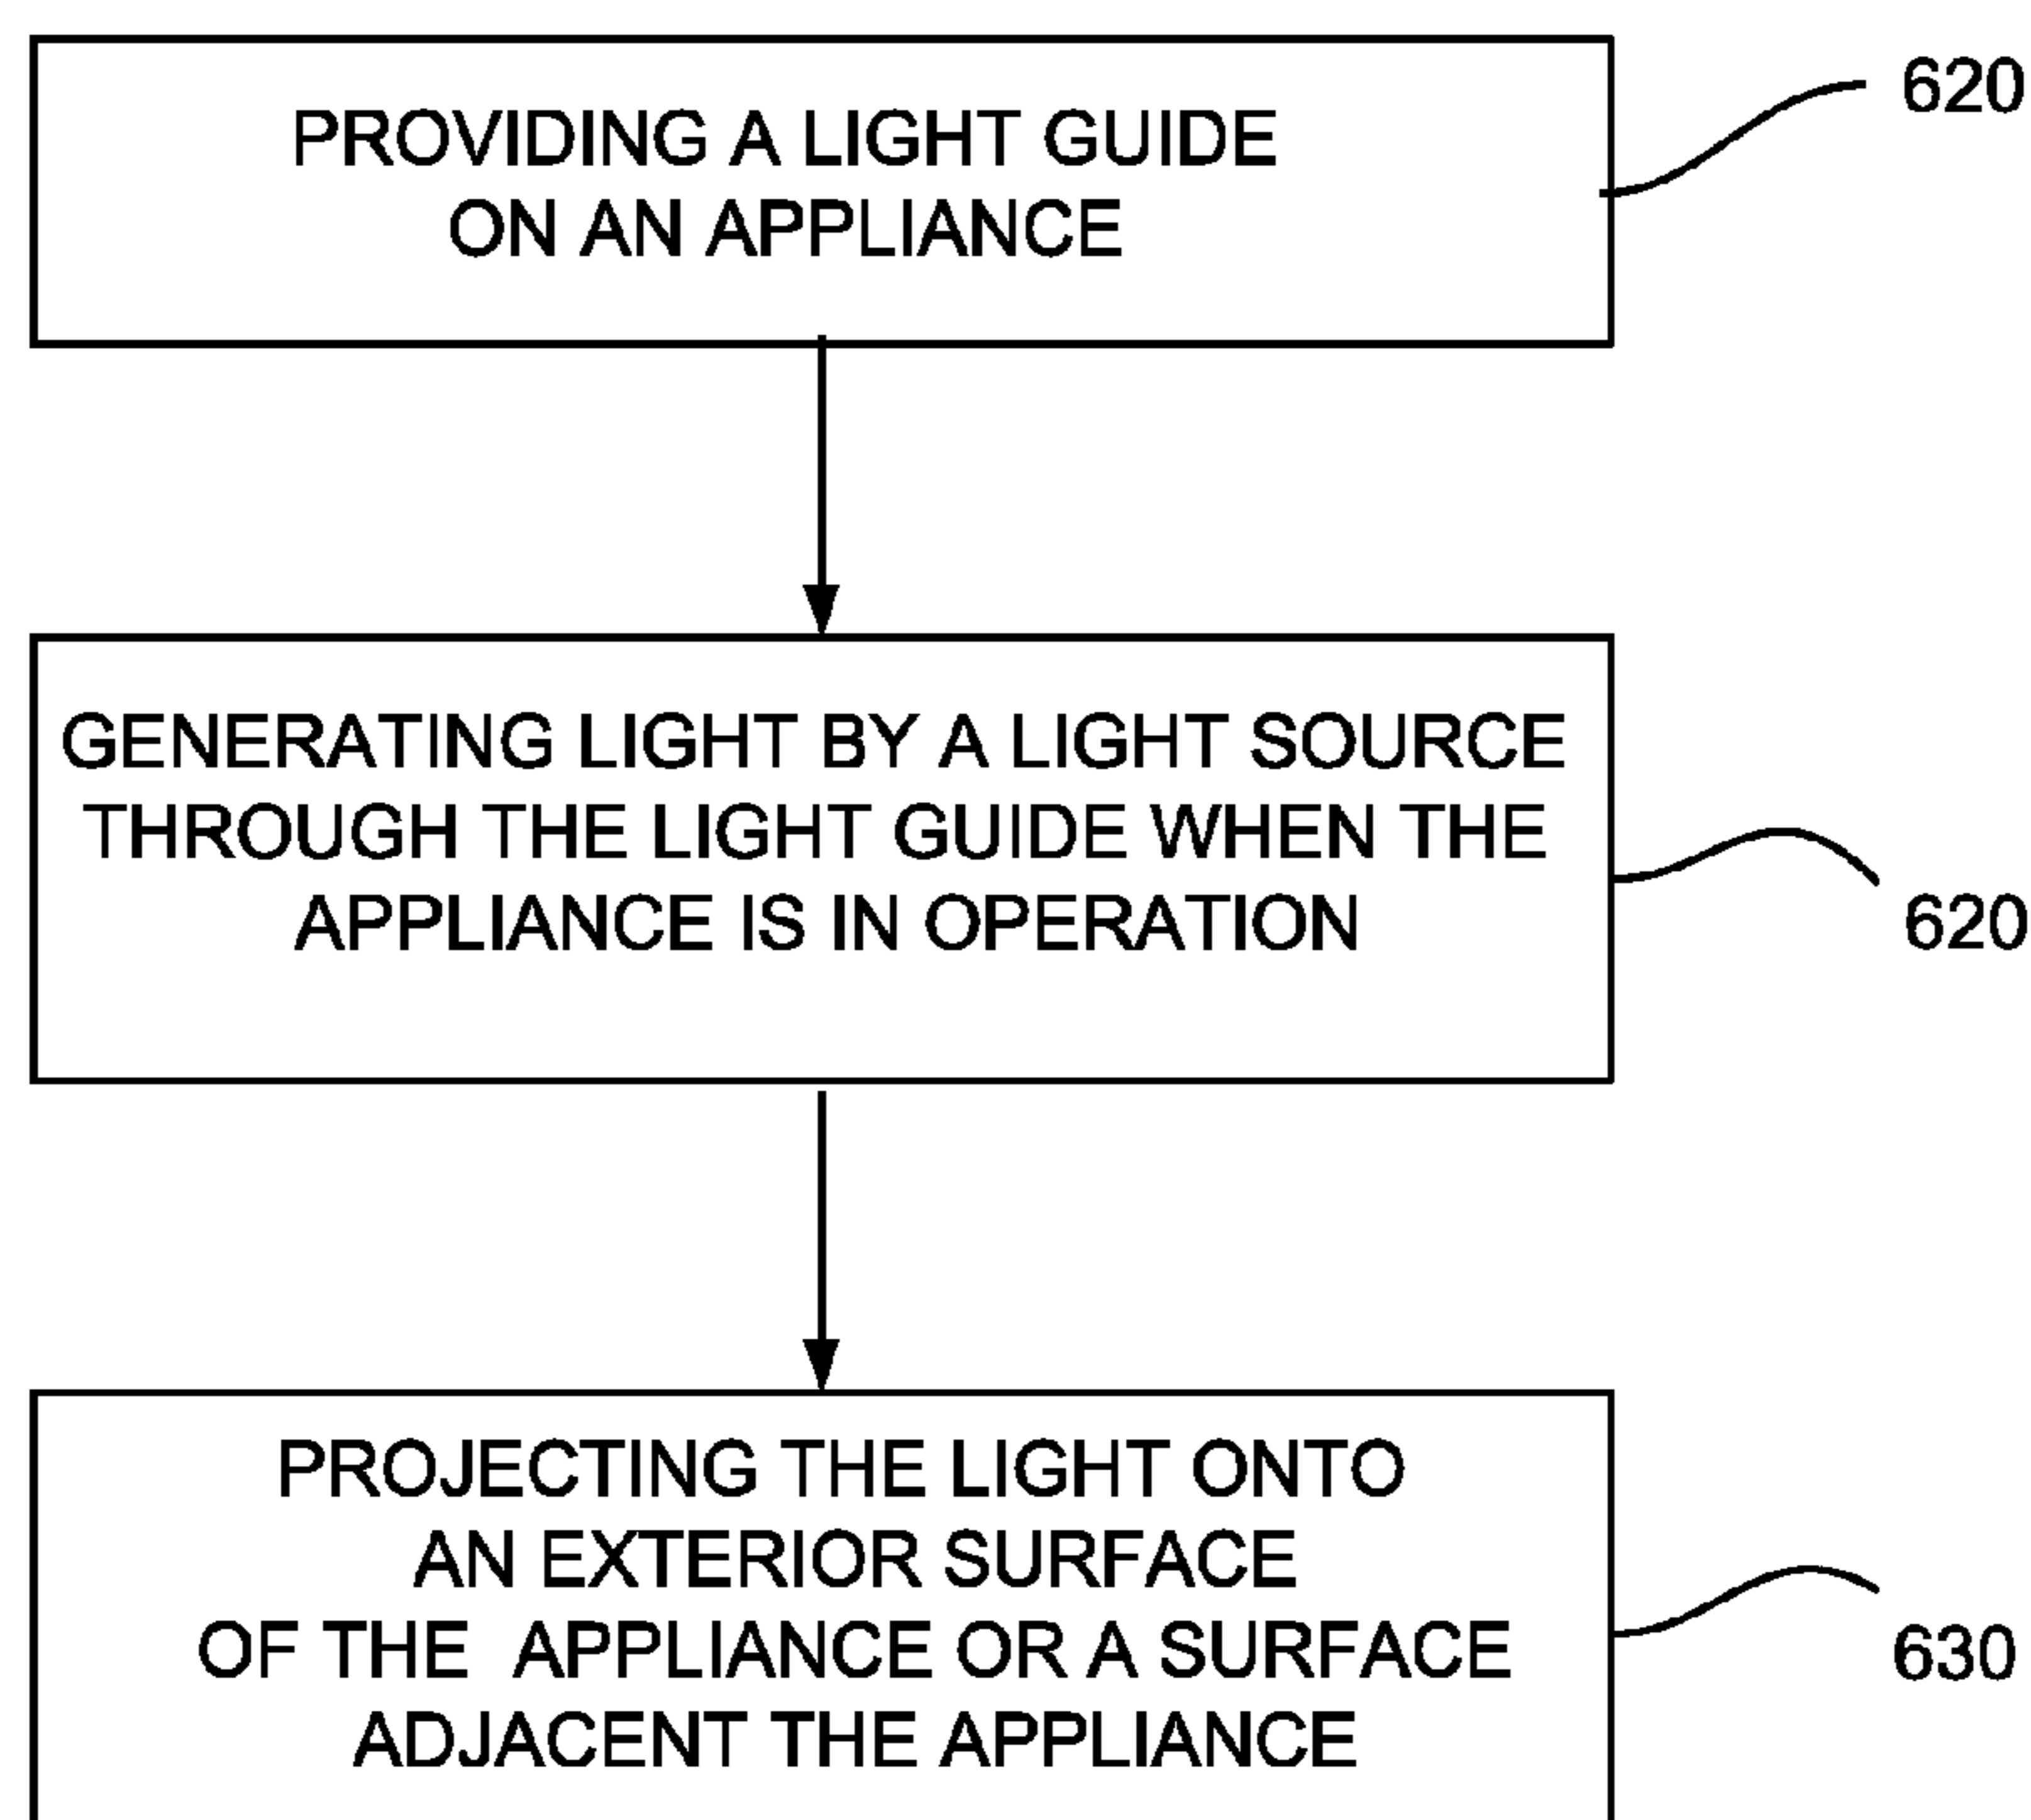 PROVIDING A LIGHT GUIDE
ON AN APPLIANCE
620
GENERATING LIGHT BY A LIGHT SOURCE
THROUGH THE LIGHT GUIDE WHEN THE
APPLIANCE IS IN OPERATION
620
PROJECTING THE LIGHT ONTO
AN EXTERIOR SURFACE
OF THE APPLIANCE OR A SURFACE
ADJACENT THE APPLIANCE
630